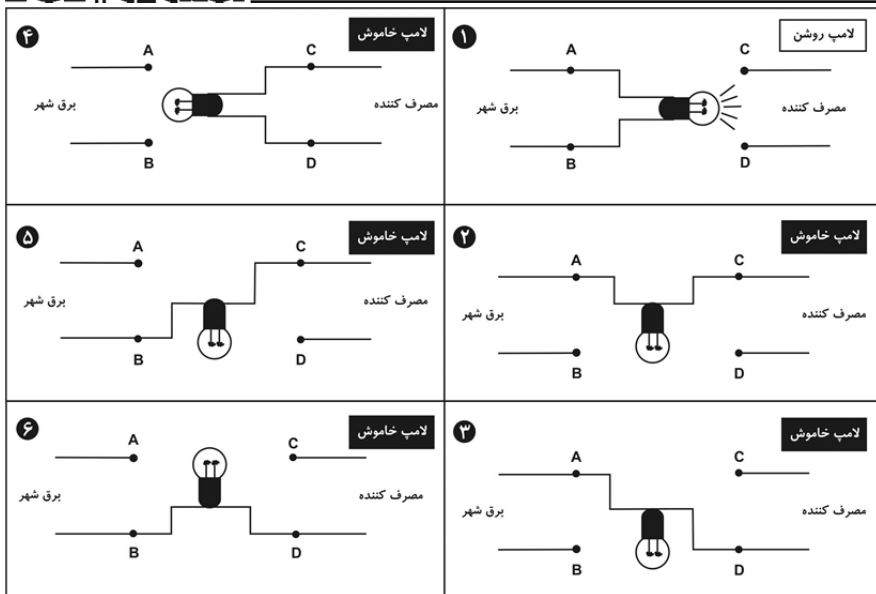 ۱
لامپ روشن
A
C
برق شهر
مصرف کننده
B
D
۲
لامپ خاموش
A
C
برق شهر
مصرف کننده
B
D
۳
لامپ خاموش
A
C
برق شهر
مصرف کننده
B
D
۴
لامپ خاموش
A
C
برق شهر
مصرف کننده
B
D
۵
لامپ خاموش
A
C
برق شهر
مصرف کننده
B
D
۶
لامپ خاموش
A
C
برق شهر
مصرف کننده
B
D